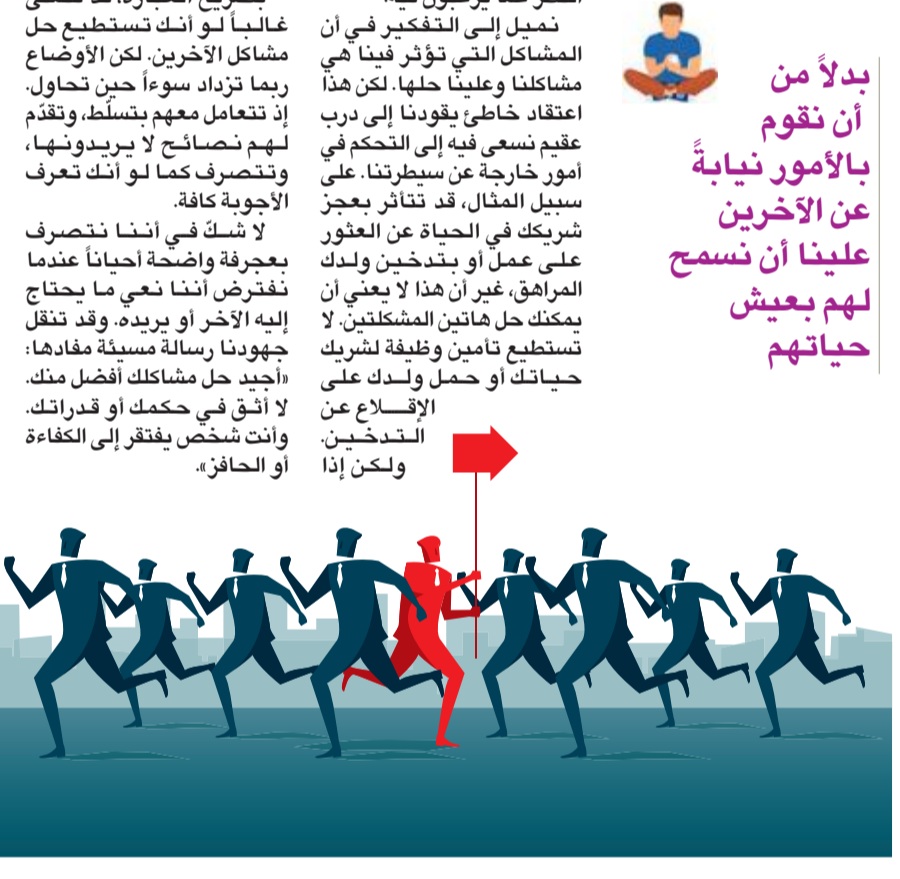 بدلاً من
أن نقوم
بالأمور نيابةً
عن الآخرين
علينا أن نسمح
لهم بعيش
حياتهم
نميل إلى التفكير في أن
المشاكل التي تؤثر فينا هي
مشاكلنا وعلينا حلها. لكن هذا
اعتقاد خاطئ يقودنا إلى درب
عقيم نسعى فيه إلى التحكم في
أمور خارجة عن سيطرتنا. على
سبيل المثال، قد تتأثر بعجز
شريكك في الحياة عن العثور
على عمل أو بتدخين ولدك
المراهق، غير أن هذا لا يعني أن
يمكنك حل هاتين المشكلتين. لا
تستطيع تأمين وظيفة لشريك
حياتك أو حمل ولدك على
الإقلاع عن
التدخين.
ولكن إذا
غالباً لو أنك تستطيع حل
مشاكل الآخرين. لكن الأوضاع
ربما تزداد سوءاً حين تحاول.
إذ تتعامل معهم بتسلّط، وتقدّم
لهم نصائح لا يريدونها،
وتتصرف كما لو أنك تعرف
الأجوبة كافة.
لا شكّ في أننا نتصرف
بعجرفة واضحة أحياناً عندما
نفترض أننا نعي ما يحتاج
إليه الآخر أو يريده. وقد تنقل
جهودنا رسالة مسيئة مفادها:
«أجيد حل مشاكلك أفضل منك.
لا أثق في حكمك أو قدراتك.
وأنت شخص يفتقر إلى الكفاءة
أو الحافز».